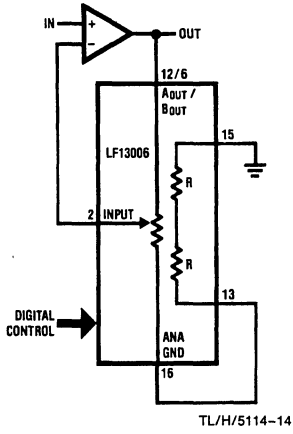 IN
+
−
OUT
12/6
AOUT /
BOUT
15
LF13006
R
2
INPUT
R
13
DIGITAL
CONTROL
ANA
GND
16
TL/H/5114–14